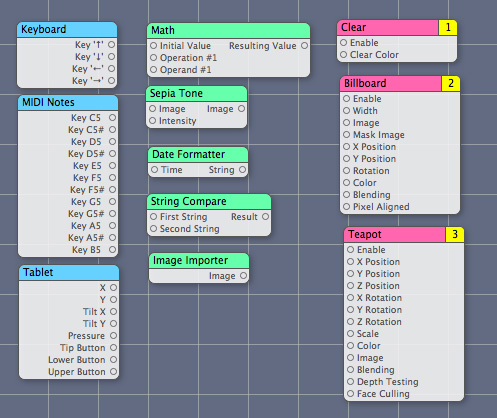 Keyboard
Key '↑'
Key '↓'
Key '←'
Key '→'
MIDI Notes
Key C5
Key C5#
Key D5
Key D5#
Key E5
Key F5
Key F5#
Key G5
Key G5#
Key A5
Key A5#
Key B5
Tablet
X
Y
Tilt X
Tilt Y
Pressure
Tip Button
Lower Button
Upper Button
Math
Initial Value Resulting Value
Operation #1
Operand #1
Sepia Tone
Image Image
Intensity
Date Formatter
Time String
String Compare
First String Result
Second String
Image Importer
Image
Clear 1
Enable
Clear Color
Billboard 2
Enable
Width
Image
Mask Image
X Position
Y Position
Rotation
Color
Blending
Pixel Aligned
Teapot 3
Enable
X Position
Y Position
Z Position
X Rotation
Y Rotation
Z Rotation
Scale
Color
Image
Blending
Depth Testing
Face Culling